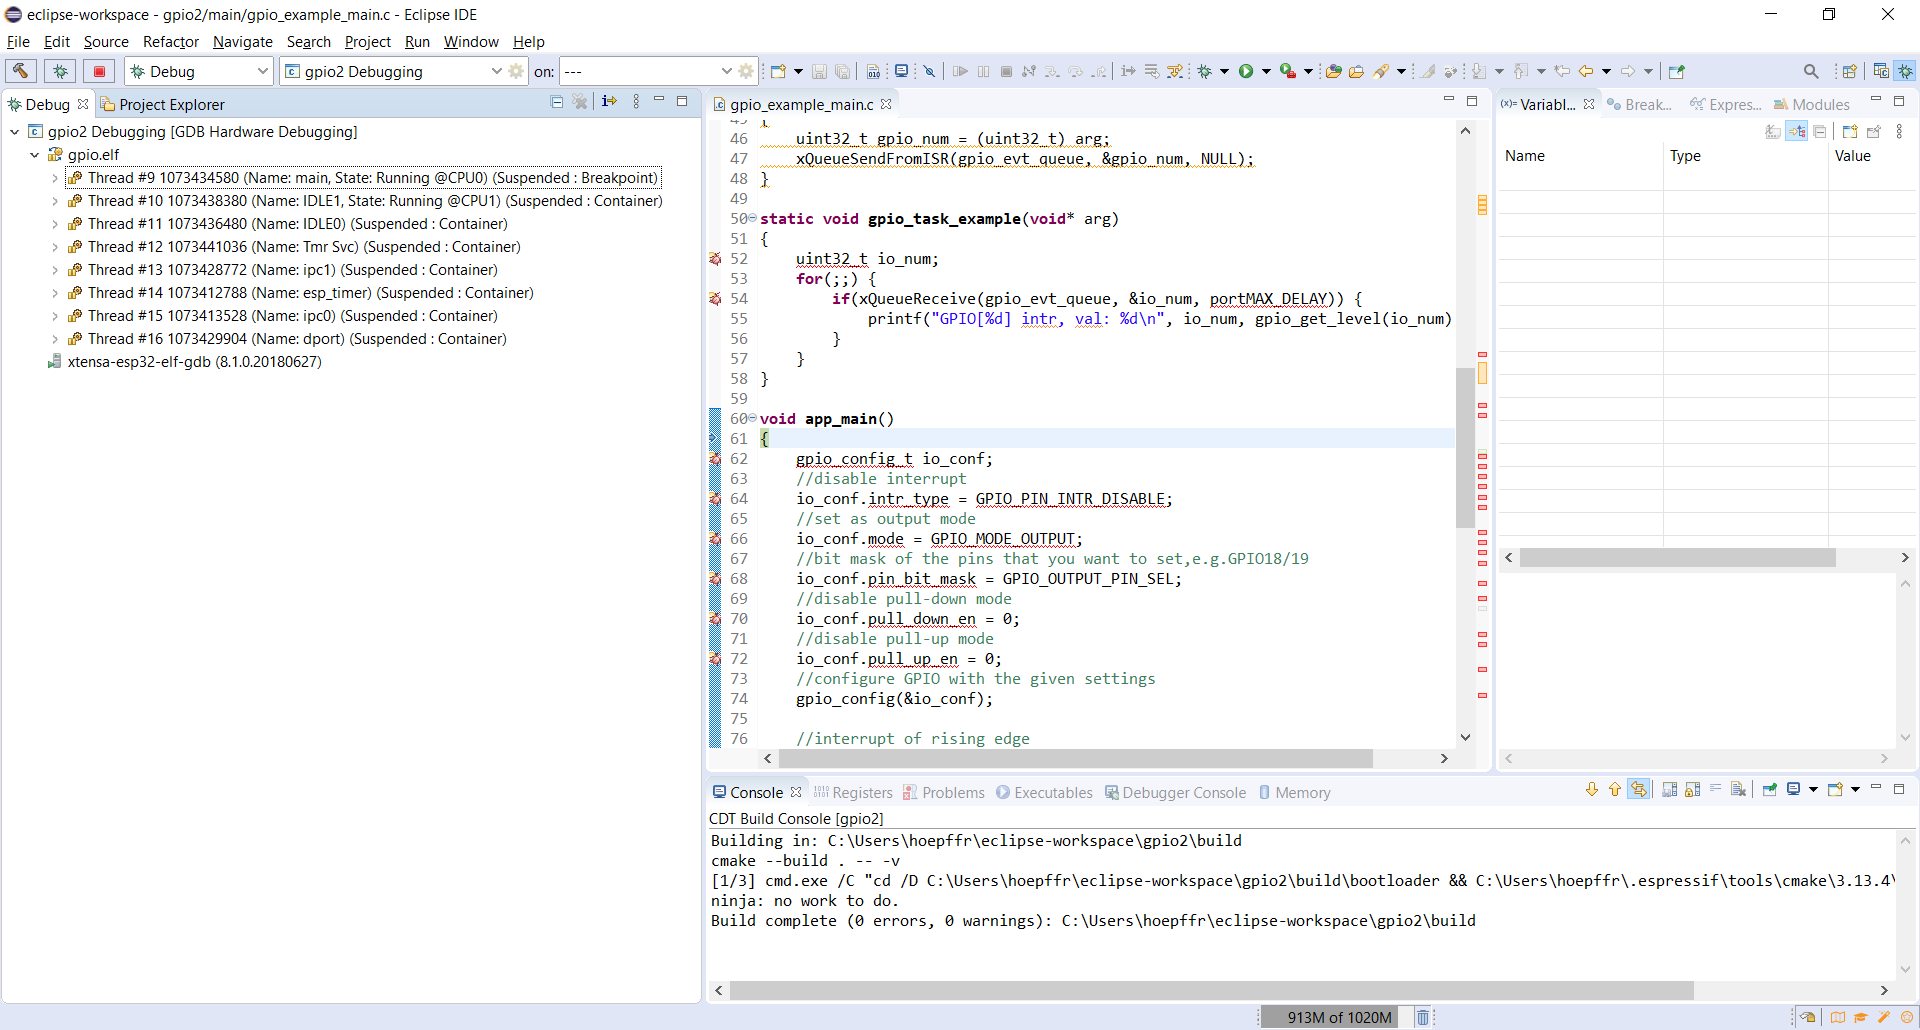 eclipse-workspace - gpio2/main/gpio_example_main.c - Eclipse IDE
File Edit Source Refactor Navigate Search Project Run Window Help
Debug gpio2 Debugging on: ---
Debug Project Explorer
gpio2 Debugging [GDB Hardware Debugging]
gpio.elf
Thread #9 1073434580 (Name: main, State: Running @CPU0) (Suspended : Breakpoint)
Thread #10 1073438380 (Name: IDLE1, State: Running @CPU1) (Suspended : Container)
Thread #11 1073436480 (Name: IDLE0) (Suspended : Container)
Thread #12 1073441036 (Name: Tmr Svc) (Suspended : Container)
Thread #13 1073428772 (Name: ipc1) (Suspended : Container)
Thread #14 1073412788 (Name: esp_timer) (Suspended : Container)
Thread #15 1073413528 (Name: ipc0) (Suspended : Container)
Thread #16 1073429904 (Name: dport) (Suspended : Container)
xtensa-esp32-elf-gdb (8.1.0.20180627)
gpio_example_main.c
45 {
46 uint32_t gpio_num = (uint32_t) arg;
47 xQueueSendFromISR(gpio_evt_queue, &gpio_num, NULL);
48 }
49
50 static void gpio_task_example(void* arg)
51 {
52 uint32_t io_num;
53 for(;;) {
54 if(xQueueReceive(gpio_evt_queue, &io_num, portMAX_DELAY)) {
55 printf("GPIO[%d] intr, val: %d\n", io_num, gpio_get_level(io_num)
56 }
57 }
58 }
59
60 void app_main()
61 {
62 gpio_config_t io_conf;
63 //disable interrupt
64 io_conf.intr_type = GPIO_PIN_INTR_DISABLE;
65 //set as output mode
66 io_conf.mode = GPIO_MODE_OUTPUT;
67 //bit mask of the pins that you want to set,e.g.GPIO18/19
68 io_conf.pin_bit_mask = GPIO_OUTPUT_PIN_SEL;
69 //disable pull-down mode
70 io_conf.pull_down_en = 0;
71 //disable pull-up mode
72 io_conf.pull_up_en = 0;
73 //configure GPIO with the given settings
74 gpio_config(&io_conf);
75
76 //interrupt of rising edge
(x)= Variabl... Break... Expres... Modules
Name Type Value
Console Registers Problems Executables Debugger Console Memory
CDT Build Console [gpio2]
Building in: C:\Users\hoepffr\eclipse-workspace\gpio2\build
cmake --build . -- -v
[1/3] cmd.exe /C "cd /D C:\Users\hoepffr\eclipse-workspace\gpio2\build\bootloader && C:\Users\hoepffr\.espressif\tools\cmake\3.13.4\
ninja: no work to do.
Build complete (0 errors, 0 warnings): C:\Users\hoepffr\eclipse-workspace\gpio2\build
913M of 1020M